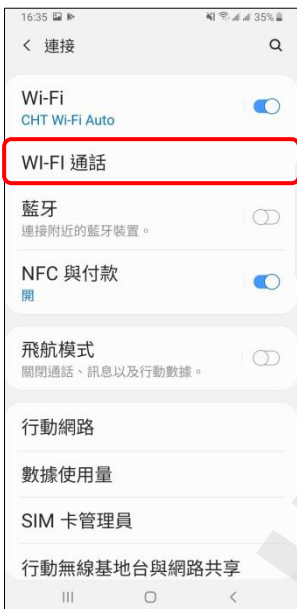 16:35 35%
連接
Wi-Fi
CHT Wi-Fi Auto
WI-FI 通話
藍牙
連接附近的藍牙裝置。
NFC 與付款
開
飛航模式
關閉通話、訊息以及行動數據。
行動網路
數據使用量
SIM 卡管理員
行動無線基地台與網路共享